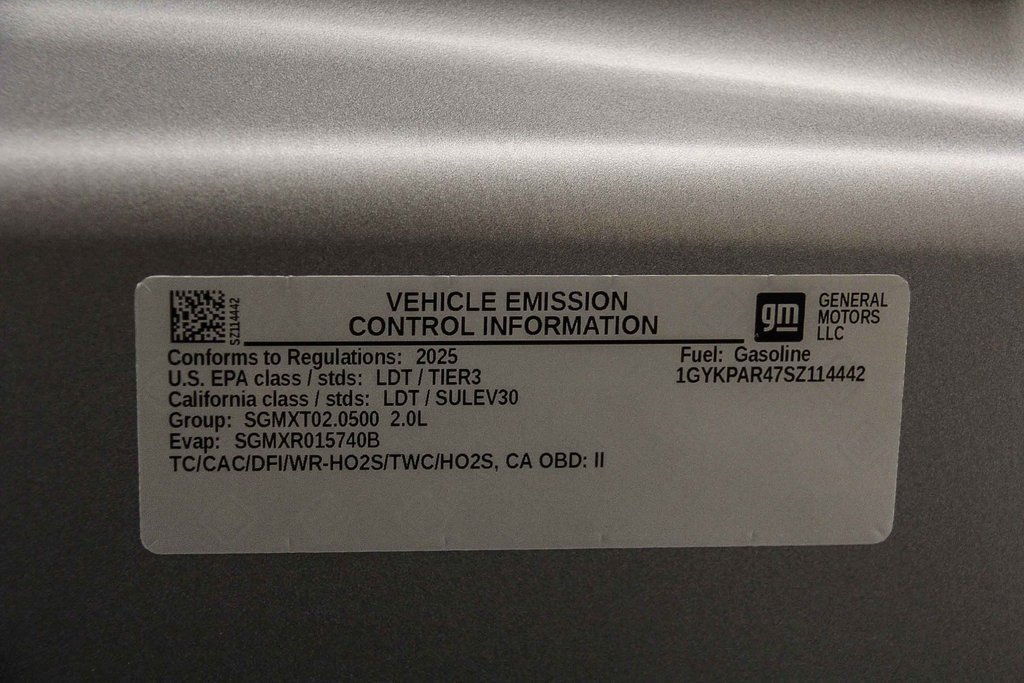 SZ114442
VEHICLE EMISSION
CONTROL INFORMATION
gm
GENERAL
MOTORS
LLC
Conforms to Regulations: 2025
Fuel: Gasoline
U.S. EPA class / stds: LDT / TIER3
1GYKPAR47SZ114442
California class / stds: LDT / SULEV30
Group: SGMXT02.0500 2.0L
Evap: SGMXR015740B
TC/CAC/DFI/WR-HO2S/TWC/HO2S, CA OBD: II